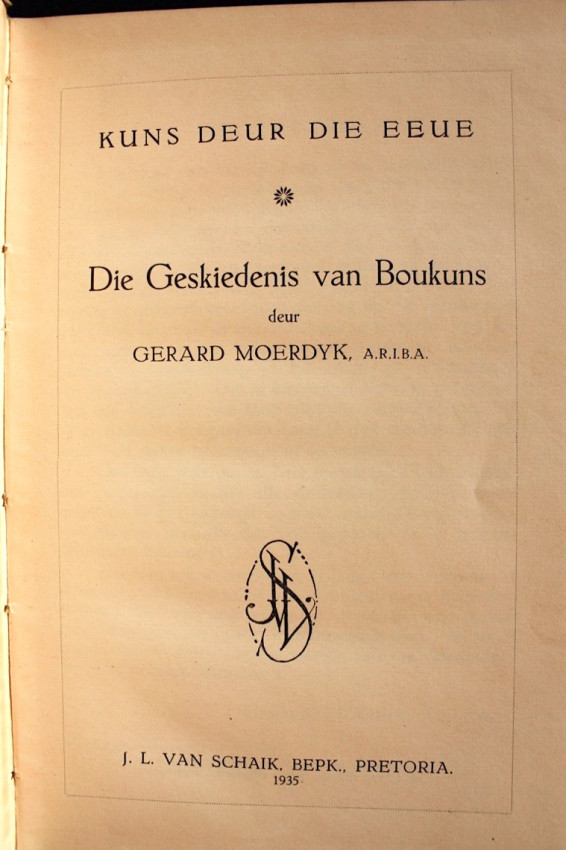 KUNS DEUR DIE EEUE
Die Geskiedenis van Boukuns
deur
GERARD MOERDYK, A.R.I.B.A.
J. L. VAN SCHAIK, BEPK., PRETORIA.
1935